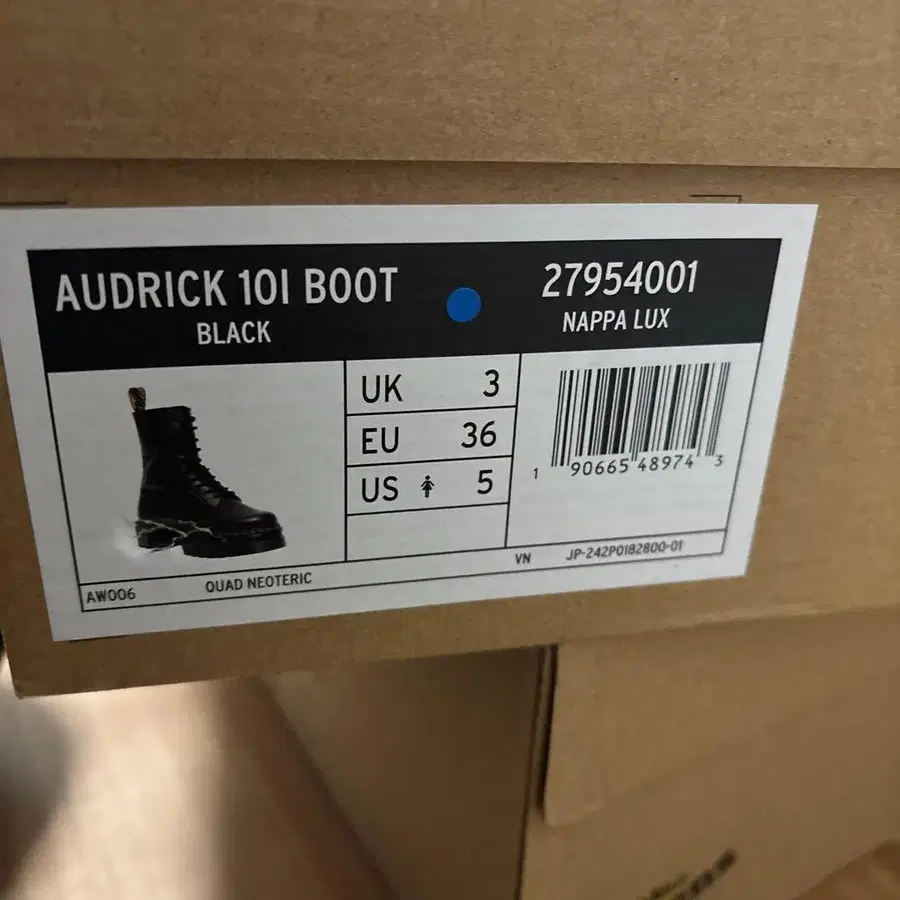 AUDRICK 10I BOOT
BLACK
27954001
NAPPA LUX
UK 3
EU 36
US 5
1 90665 48974 3
VN JP-242P0182800-01
AW006 QUAD NEOTERIC